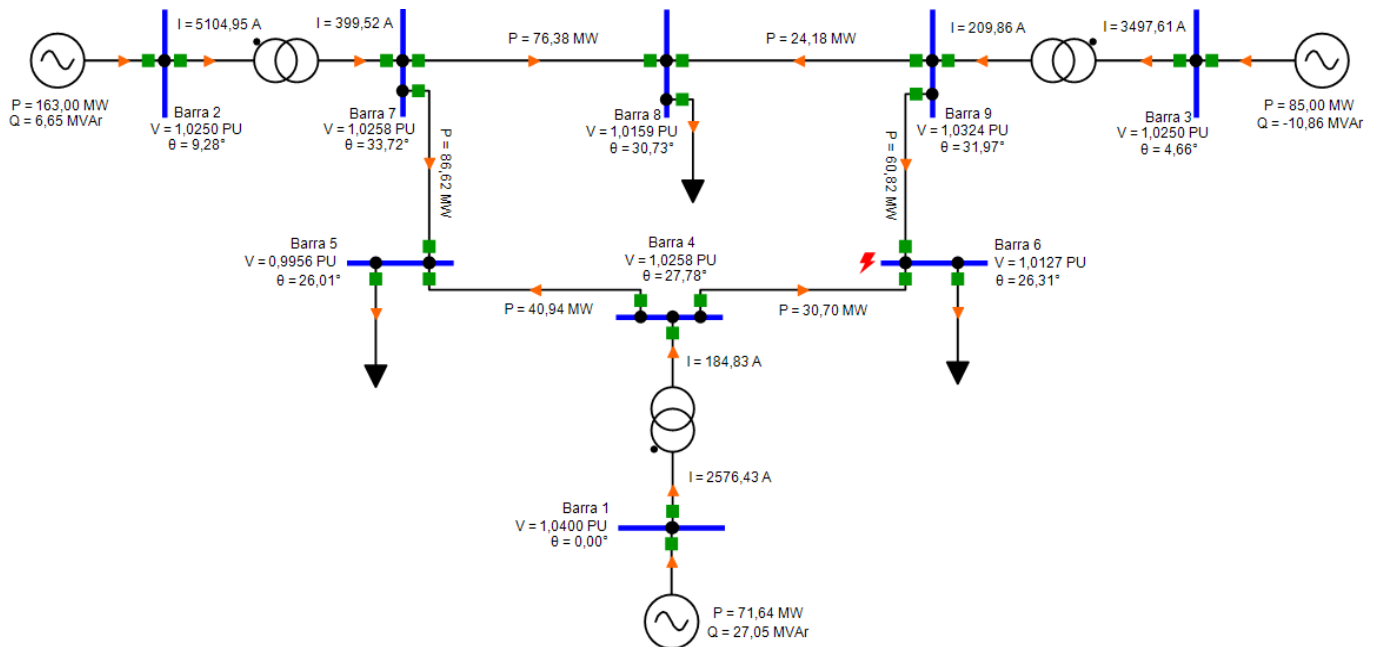 I = 5104,95 A
I = 399,52 A
P = 76,38 MW
P = 24,18 MW
I = 209,86 A
I = 3497,61 A
P = 163,00 MW
Q = 6,65 MVAr
Barra 2
V = 1,0250 PU
θ = 9,28°
Barra 7
V = 1,0258 PU
θ = 33,72°
P = 86,62 MW
Barra 8
V = 1,0159 PU
θ = 30,73°
P = 60,82 MW
Barra 9
V = 1,0324 PU
θ = 31,97°
Barra 3
V = 1,0250 PU
θ = 4,66°
P = 85,00 MW
Q = -10,86 MVAr
Barra 5
V = 0,9956 PU
θ = 26,01°
Barra 4
V = 1,0258 PU
θ = 27,78°
Barra 6
V = 1,0127 PU
θ = 26,31°
P = 40,94 MW
P = 30,70 MW
I = 184,83 A
I = 2576,43 A
Barra 1
V = 1,0400 PU
θ = 0,00°
P = 71,64 MW
Q = 27,05 MVAr